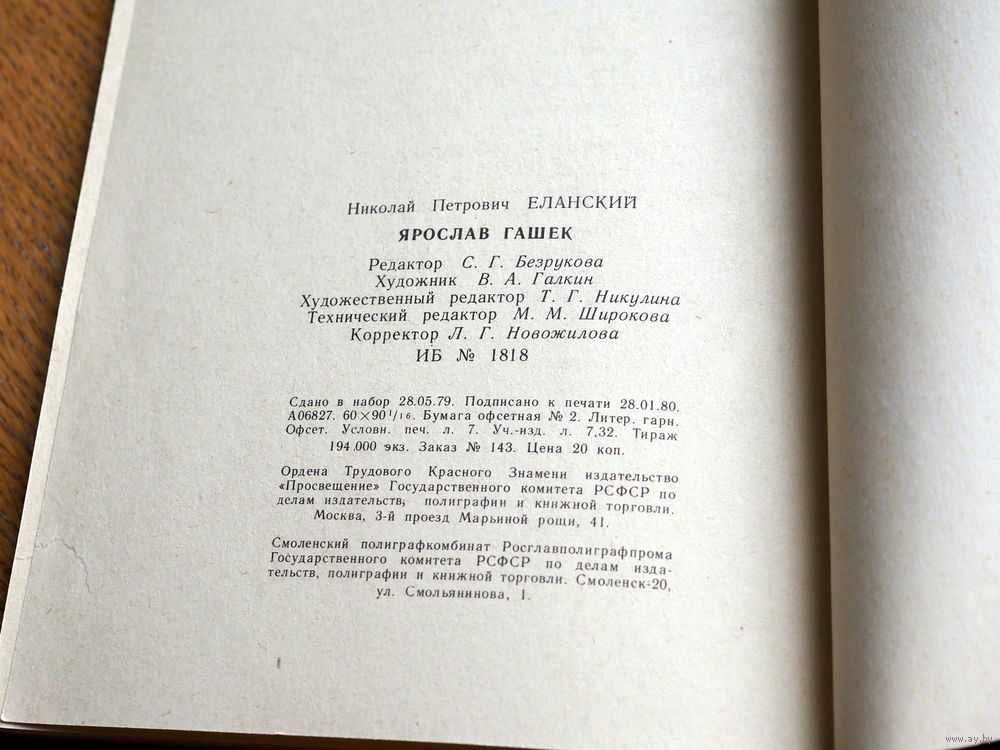 Николай Петрович ЕЛАНСКИЙ
ЯРОСЛАВ ГАШЕК
Редактор С. Г. Безрукова
Художник В. А. Галкин
Художественный редактор Т. Г. Никулина
Технический редактор М. М. Широкова
Корректор Л. Г. Новожилова
ИБ № 1818
Сдано в набор 28.05.79. Подписано к печати 28.01.80.
А06827. 60×90 1/16. Бумага офсетная № 2. Литер. гарн.
Офсет. Условн. печ. л. 7. Уч.-изд. л. 7,32. Тираж
194.000 экз. Заказ № 143. Цена 20 коп.
Ордена Трудового Красного Знамени издательство
«Просвещение» Государственного комитета РСФСР по
делам издательств, полиграфии и книжной торговли.
Москва, 3-й проезд Марьиной рощи, 41.
Смоленский полиграфкомбинат Росглавполиграфпрома
Государственного комитета РСФСР по делам изда-
тельств, полиграфии и книжной торговли. Смоленск-20,
ул. Смольянинова, 1.
www.ay.by